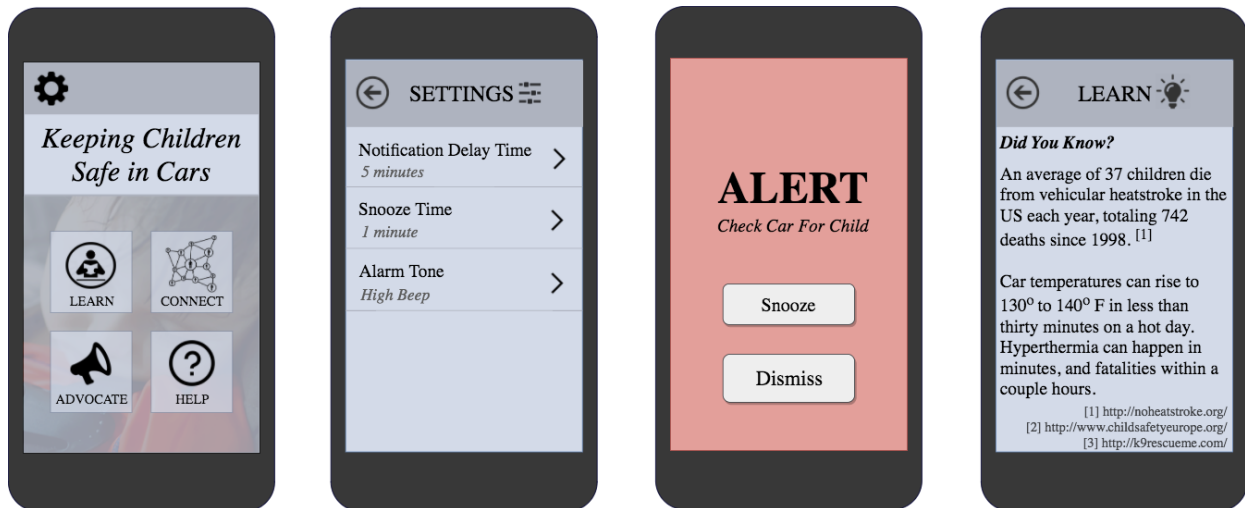 Keeping Children
Safe in Cars
LEARN
CONNECT
ADVOCATE
HELP
SETTINGS
Notification Delay Time
5 minutes
Snooze Time
1 minute
Alarm Tone
High Beep
ALERT
Check Car For Child
Snooze
Dismiss
LEARN
Did You Know?
An average of 37 children die
from vehicular heatstroke in the
US each year, totaling 742
deaths since 1998. [1]
Car temperatures can rise to
130º to 140º F in less than
thirty minutes on a hot day.
Hyperthermia can happen in
minutes, and fatalities within a
couple hours.
[1] http://noheatstroke.org/
[2] http://www.childsafetyeurope.org/
[3] http://k9rescueme.com/